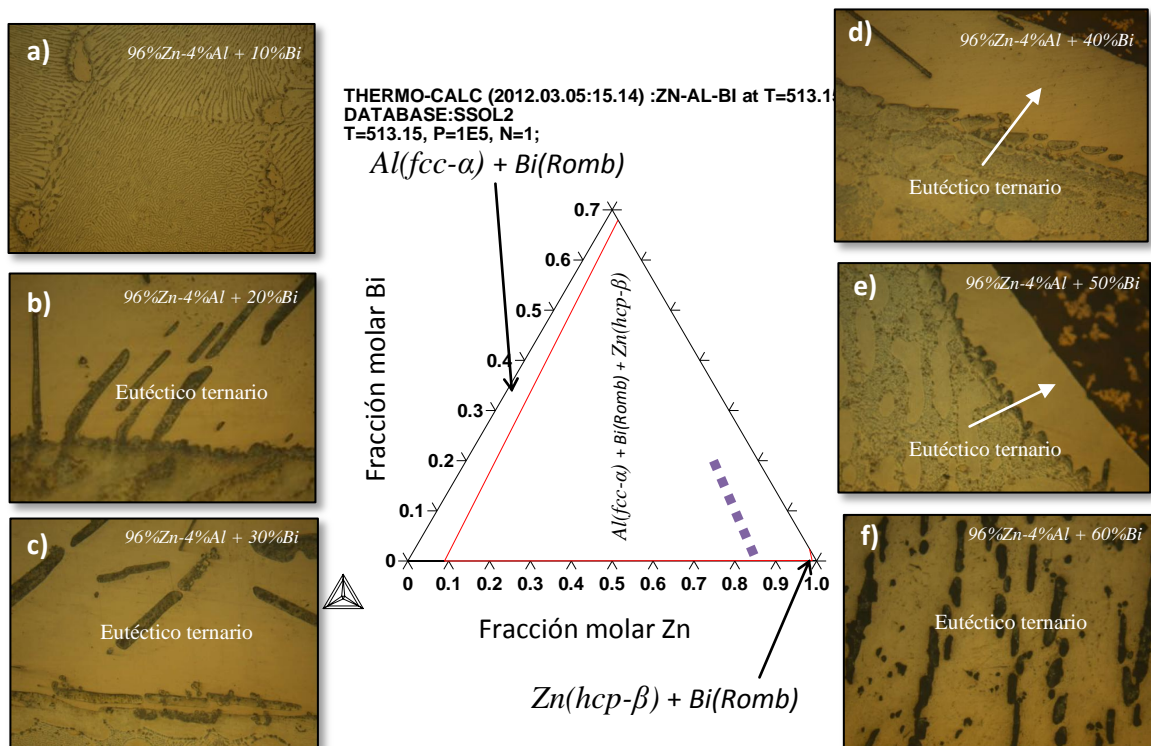 a)
96%Zn-4%Al + 10%Bi
b)
96%Zn-4%Al + 20%Bi
Eutéctico ternario
c)
96%Zn-4%Al + 30%Bi
Eutéctico ternario
THERMO-CALC (2012.03.05:15.14) :ZN-AL-BI at T=513.15
DATABASE:SSOL2
T=513.15, P=1E5, N=1;
Al(fcc-α) + Bi(Romb)
0.7
0.6
0.5
0.4
0.3
0.2
0.1
0
Fracción molar Bi
Al(fcc-α) + Bi(Romb) + Zn(hcp-β)
0 0.1 0.2 0.3 0.4 0.5 0.6 0.7 0.8 0.9 1.0
Fracción molar Zn
Zn(hcp-β) + Bi(Romb)
d)
96%Zn-4%Al + 40%Bi
Eutéctico ternario
e)
96%Zn-4%Al + 50%Bi
Eutéctico ternario
f)
96%Zn-4%Al + 60%Bi
Eutéctico ternario